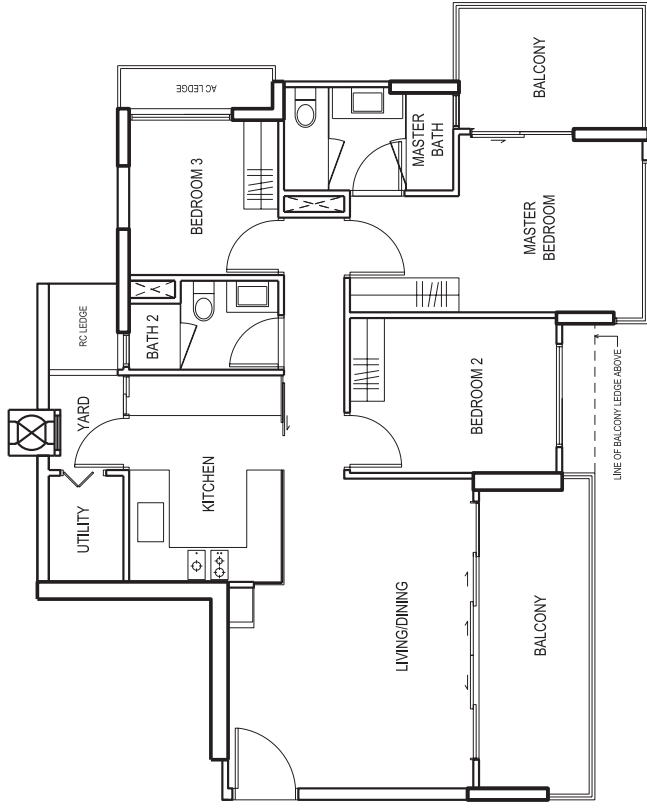 BALCONY
AC LEDGE
MASTER
BATH
BEDROOM 3
MASTER
BEDROOM
RC LEDGE
BATH 2
YARD
BEDROOM 2
LINE OF BALCONY LEDGE ABOVE
KITCHEN
UTILITY
LIVING/DINING
BALCONY